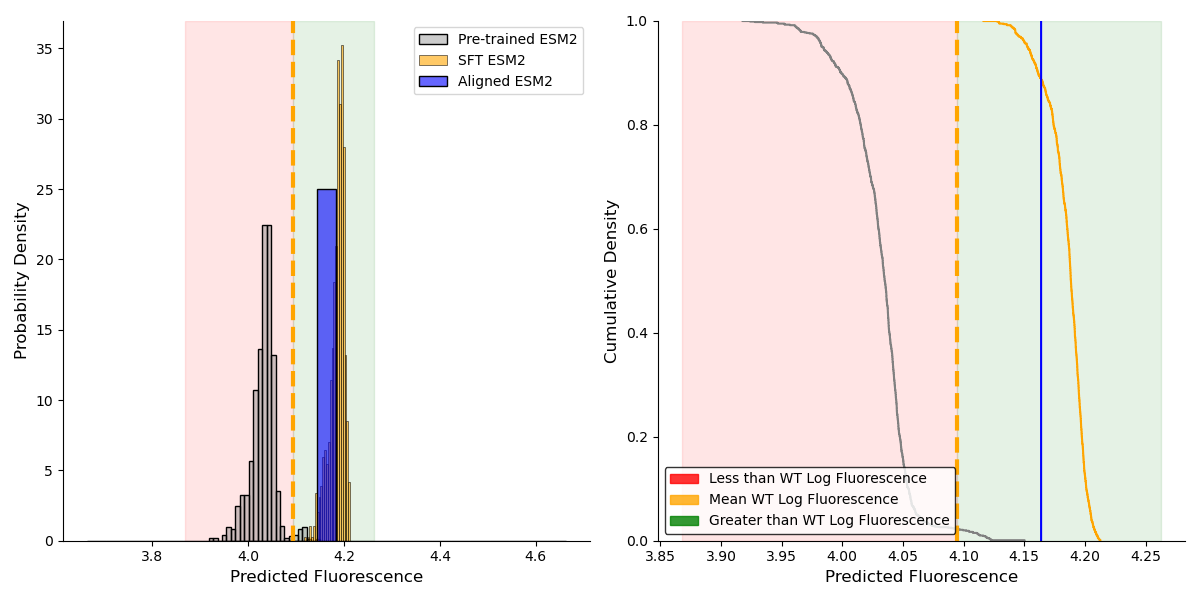 35
30
25
20
15
10
5
0
Probability Density
3.8
4.0
4.2
4.4
4.6
Predicted Fluorescence
Pre-trained ESM2
SFT ESM2
Aligned ESM2
1.0
0.8
0.6
0.4
0.2
0.0
Cumulative Density
Less than WT Log Fluorescence
Mean WT Log Fluorescence
Greater than WT Log Fluorescence
3.85
3.90
3.95
4.00
4.05
4.10
4.15
4.20
4.25
Predicted Fluorescence